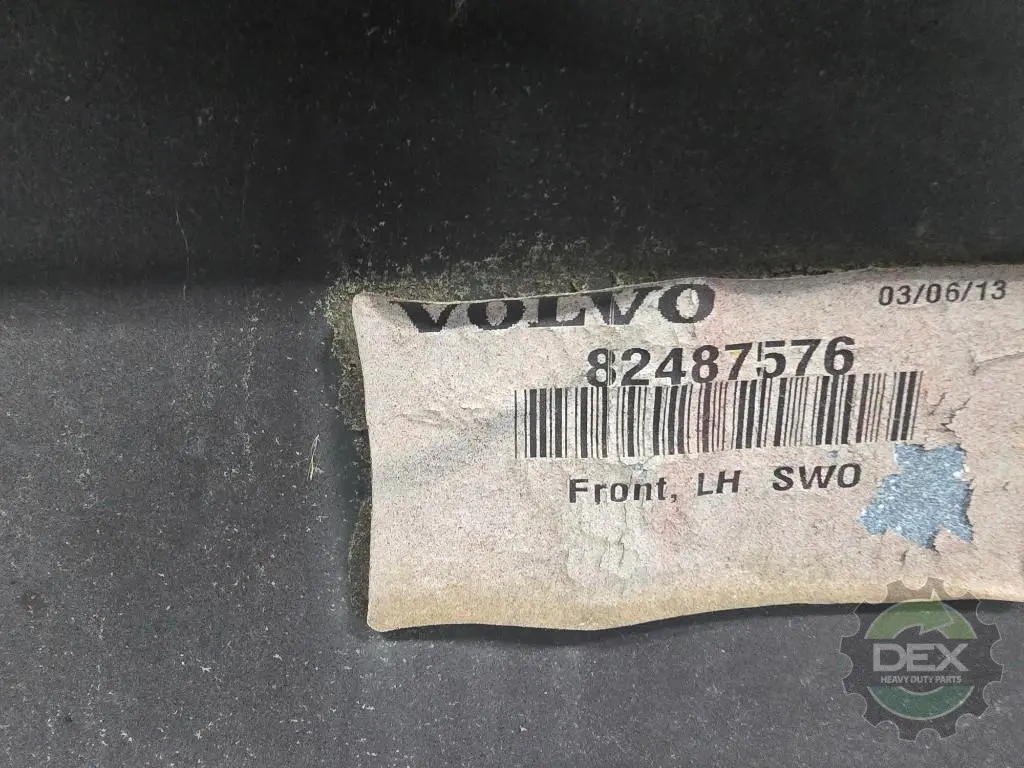 VOLVO
03/06/13
82487576
Front, LH SWO
DEX
HEAVY DUTY PARTS